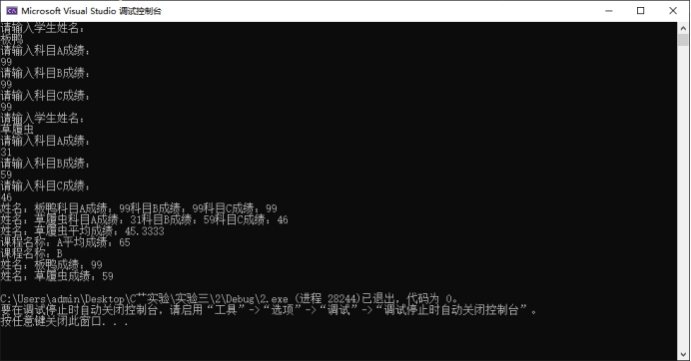 Microsoft Visual Studio 调试控制台
请输入学生姓名:
板鸭
请输入科目A成绩:
99
请输入科目B成绩:
99
请输入科目C成绩:
99
请输入学生姓名:
草履虫
请输入科目A成绩:
31
请输入科目B成绩:
59
请输入科目C成绩:
46
姓名: 板鸭科目A成绩: 99科目B成绩: 99科目C成绩: 99
姓名: 草履虫科目A成绩: 31科目B成绩: 59科目C成绩: 46
姓名: 草履虫平均成绩: 45.3333
课程名称: A平均成绩: 65
课程名称: B
姓名: 板鸭成绩: 99
姓名: 草履虫成绩: 59
C:\Users\admin\Desktop\C++实验\实验三\2\Debug\2.exe (进程 28244)已退出，代码为 0。
要在调试停止时自动关闭控制台，请启用“工具”->“选项”->“调试”->“调试停止时自动关闭控制台”。
按任意键关闭此窗口. . .